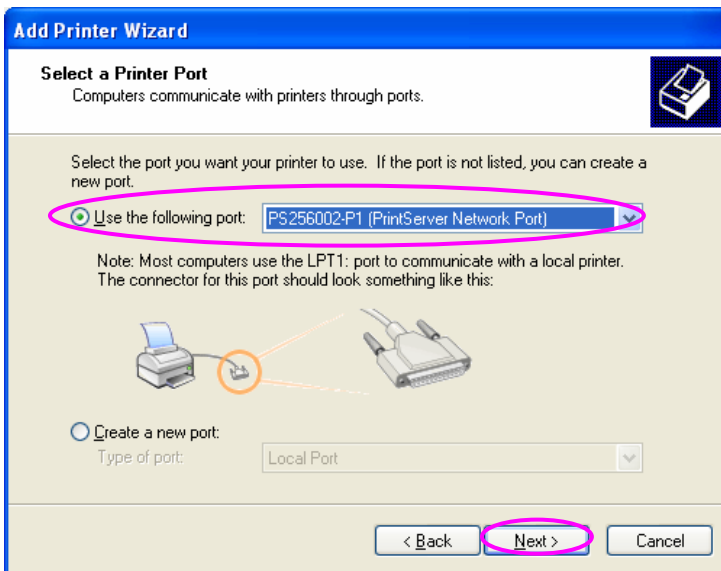 Add Printer Wizard
Select a Printer Port
Computers communicate with printers through ports.
Select the port you want your printer to use. If the port is not listed, you can create a
new port.
Use the following port: PS256002-P1 (PrintServer Network Port)
Note: Most computers use the LPT1: port to communicate with a local printer.
The connector for this port should look something like this:
Create a new port:
Type of port: Local Port
< Back Next > Cancel